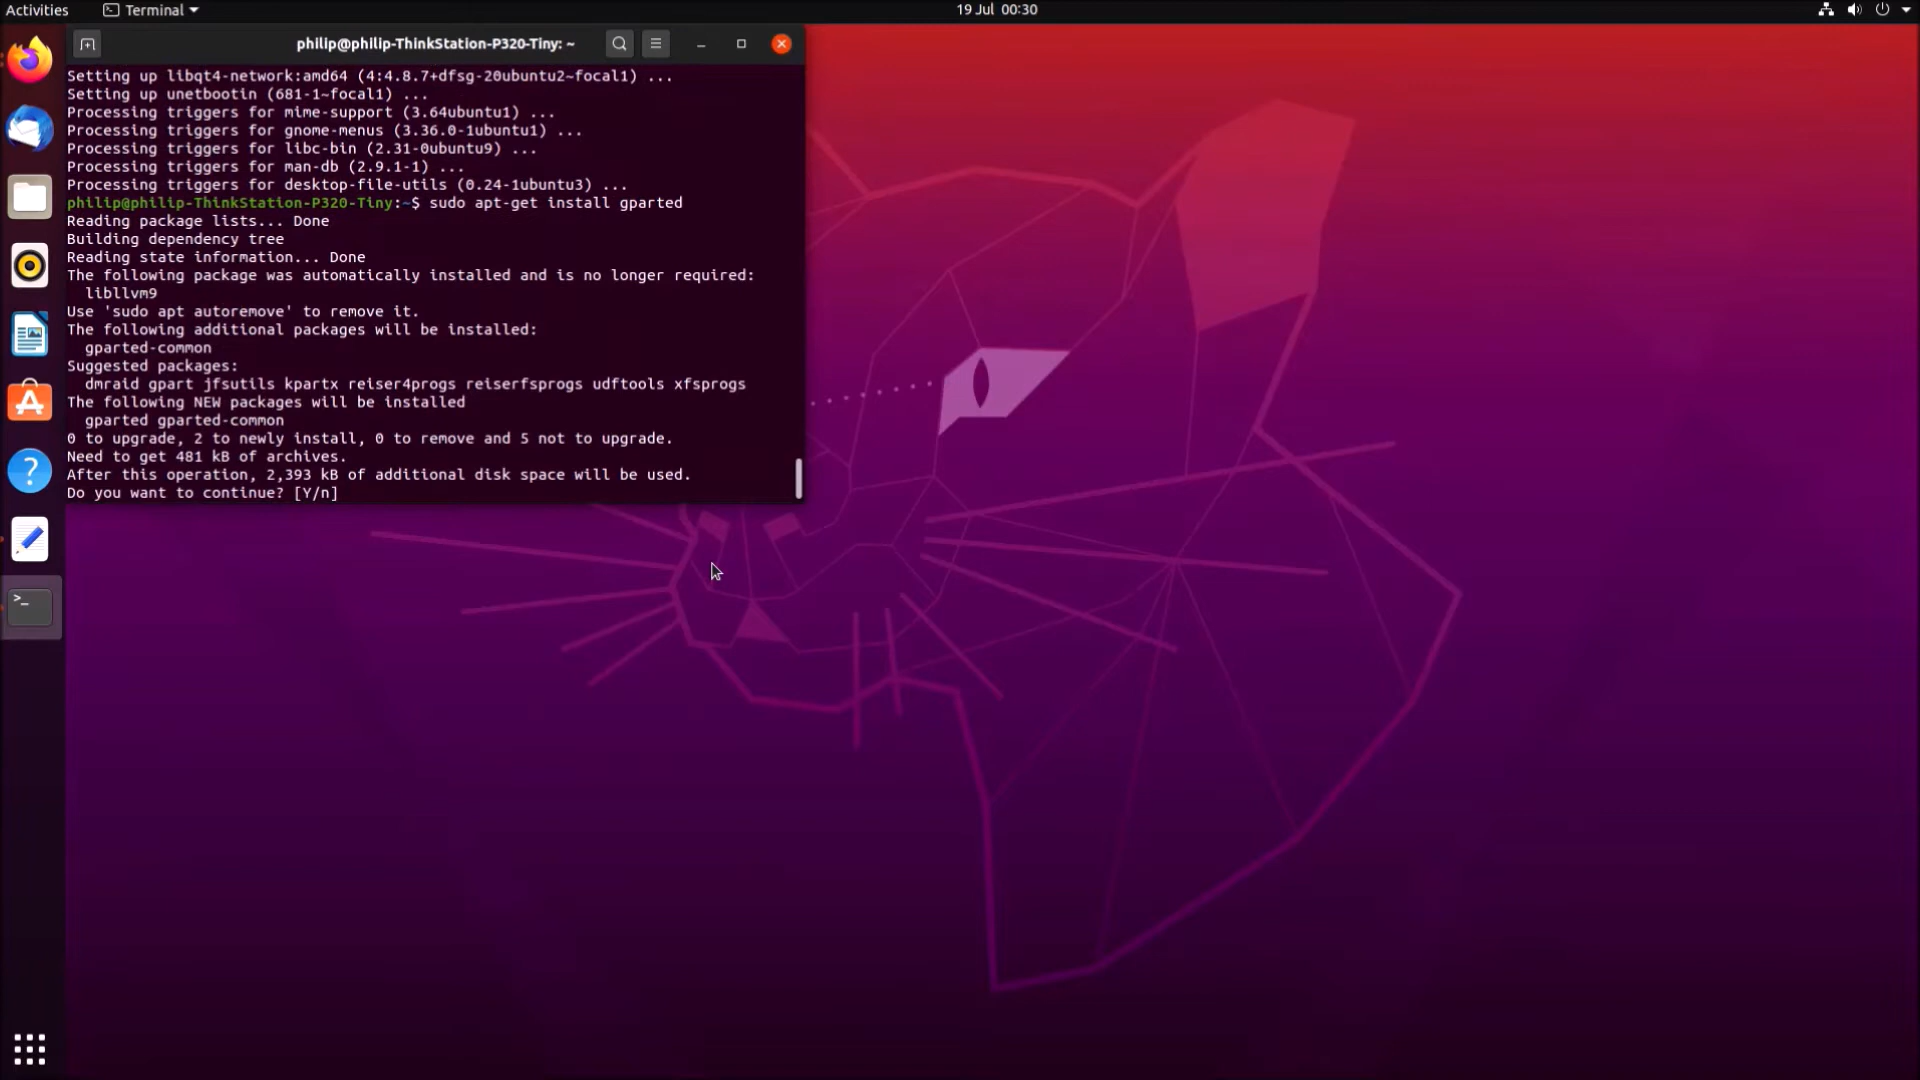 Activities
Terminal
19 Jul 00:30
philip@philip-ThinkStation-P320-Tiny: ~
Setting up libqt4-network:amd64 (4:4.8.7+dfsg-20ubuntu2~focal1) ...
Setting up unetbootin (681-1~focal1) ...
Processing triggers for mime-support (3.64ubuntu1) ...
Processing triggers for gnome-menus (3.36.0-1ubuntu1) ...
Processing triggers for libc-bin (2.31-0ubuntu9) ...
Processing triggers for man-db (2.9.1-1) ...
Processing triggers for desktop-file-utils (0.24-1ubuntu3) ...
philip@philip-ThinkStation-P320-Tiny:~$ sudo apt-get install gparted
Reading package lists... Done
Building dependency tree
Reading state information... Done
The following package was automatically installed and is no longer required:
libllvm9
Use 'sudo apt autoremove' to remove it.
The following additional packages will be installed:
gparted-common
Suggested packages:
dmraid gpart jfsutils kpartx reiser4progs reiserfsprogs udftools xfsprogs
The following NEW packages will be installed
gparted gparted-common
0 to upgrade, 2 to newly install, 0 to remove and 5 not to upgrade.
Need to get 481 kB of archives.
After this operation, 2,393 kB of additional disk space will be used.
Do you want to continue? [Y/n]